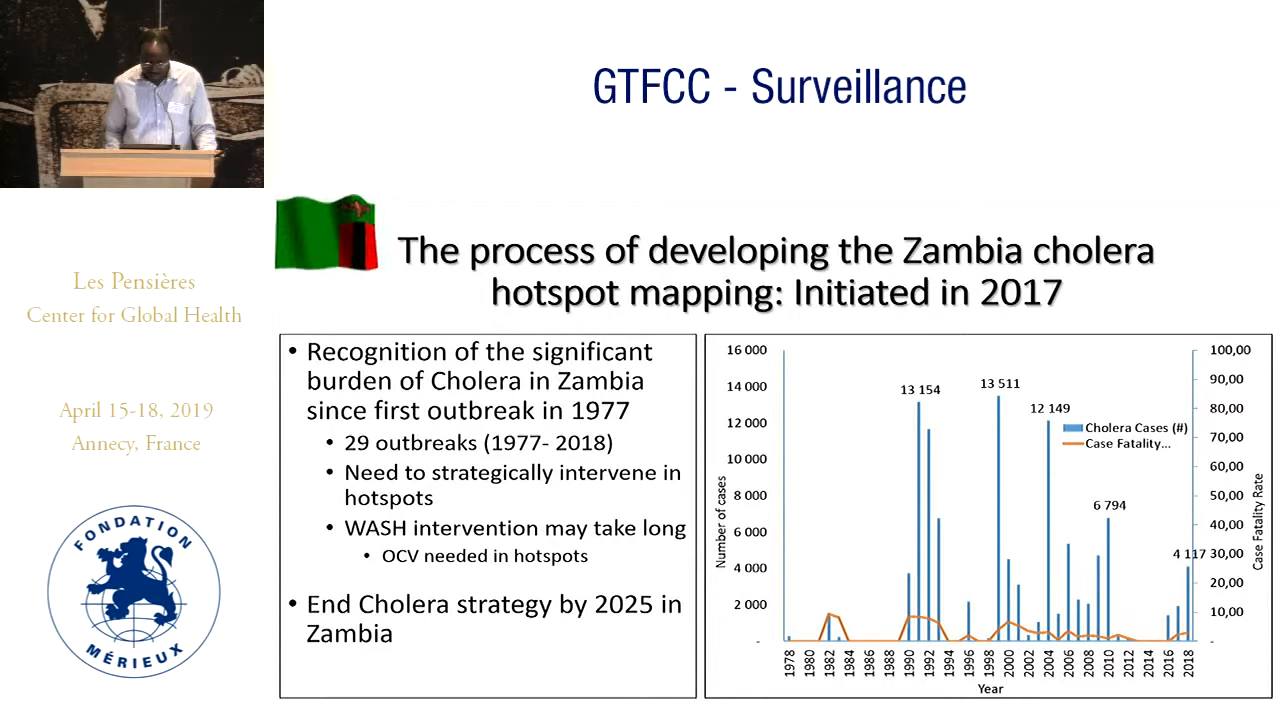 GTFCC - Surveillance
Les Pensières
Center for Global Health
April 15-18, 2019
Annecy, France
FONDATION
MÉRIEUX
The process of developing the Zambia cholera
hotspot mapping: Initiated in 2017
• Recognition of the significant
burden of Cholera in Zambia
since first outbreak in 1977
• 29 outbreaks (1977- 2018)
• Need to strategically intervene in
hotspots
• WASH intervention may take long
• OCV needed in hotspots
• End Cholera strategy by 2025 in
Zambia
Number of cases
16 000
14 000
12 000
10 000
8 000
6 000
4 000
2 000
-
13 154
13 511
12 149
6 794
4 117
Cholera Cases (#)
Case Fatality...
100,00
90,00
80,00
70,00
60,00
50,00
40,00
30,00
20,00
10,00
-
Case Fatality Rate
1978
1980
1982
1984
1986
1988
1990
1992
1994
1996
1998
2000
2002
2004
2006
2008
2010
2012
2014
2016
2018
Year